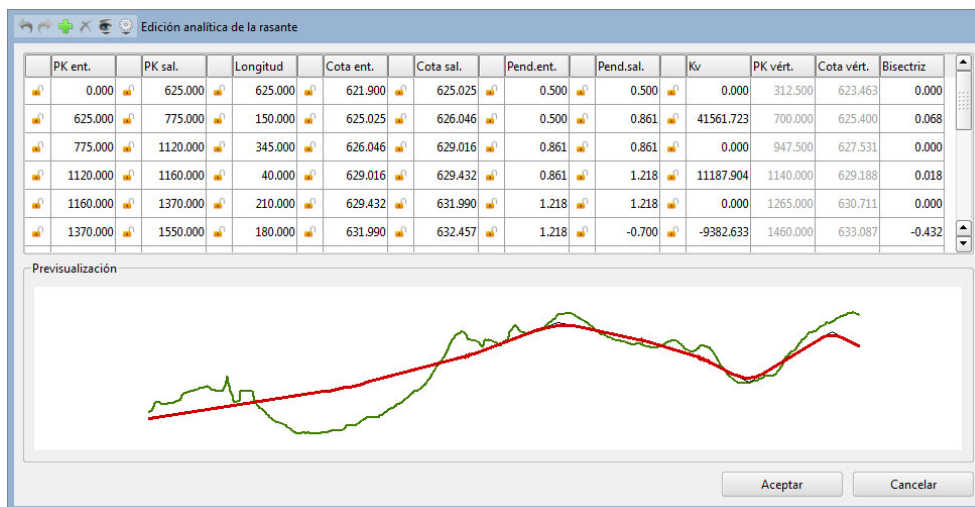 Edición analítica de la rasante
PK ent. PK sal. Longitud Cota ent. Cota sal. Pend.ent. Pend.sal. Kv PK vért. Cota vért. Bisectriz
0.000 625.000 625.000 621.900 625.025 0.500 0.500 0.000 312.500 623.463 0.000
625.000 775.000 150.000 625.025 626.046 0.500 0.861 41561.723 700.000 625.400 0.068
775.000 1120.000 345.000 626.046 629.016 0.861 0.861 0.000 947.500 627.531 0.000
1120.000 1160.000 40.000 629.016 629.432 0.861 1.218 11187.904 1140.000 629.188 0.018
1160.000 1370.000 210.000 629.432 631.990 1.218 1.218 0.000 1265.000 630.711 0.000
1370.000 1550.000 180.000 631.990 632.457 1.218 -0.700 -9382.633 1460.000 633.087 -0.432
Previsualización
Aceptar Cancelar